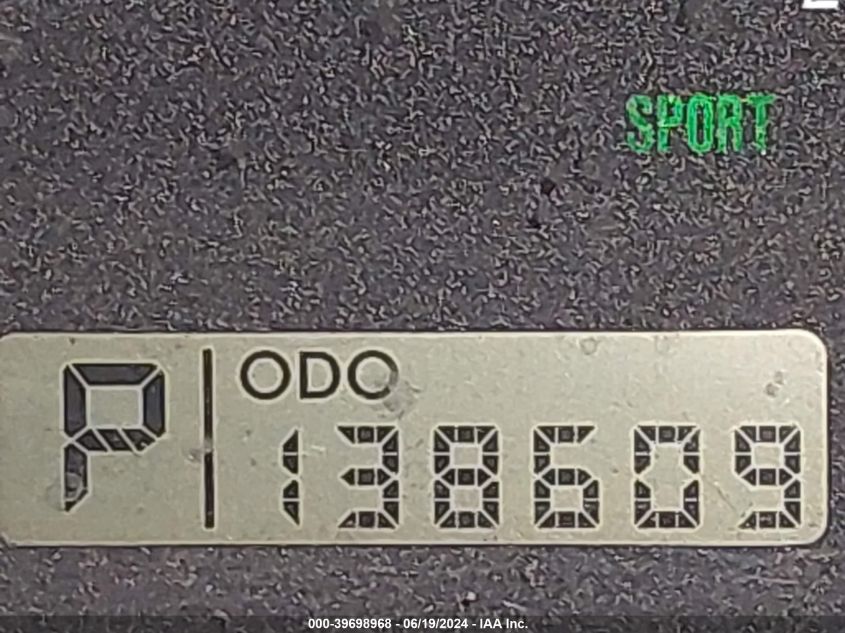 SPORT
P
ODO
138609
000-39698968 - 06/19/2024 - IAA Inc.